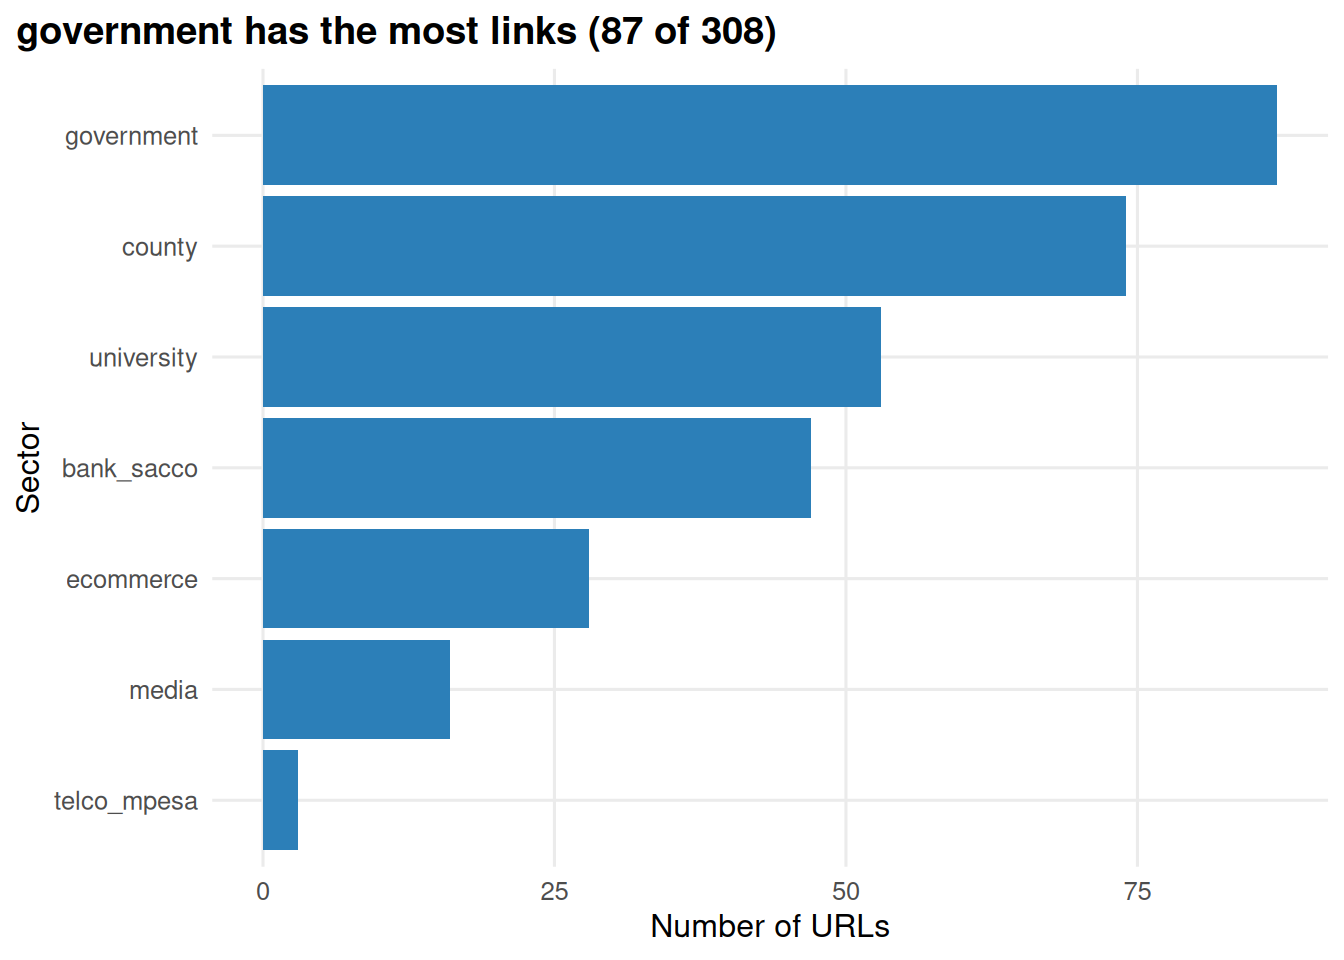 government has the most links (87 of 308)
government
county
university
bank_sacco
ecommerce
media
telco_mpesa
Sector
0 25 50 75
Number of URLs